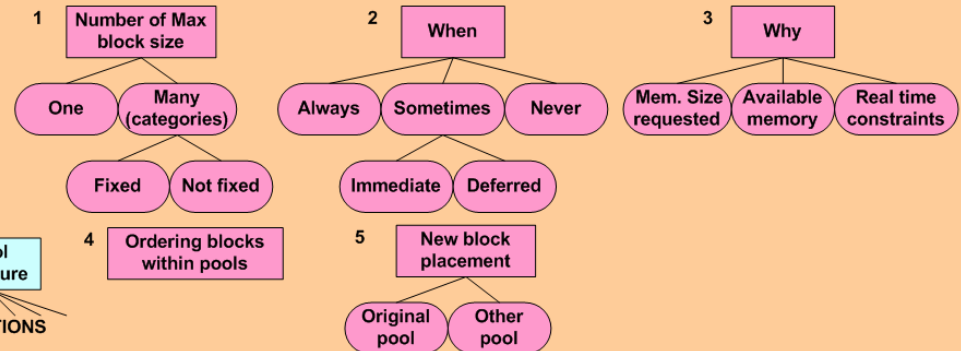 1
Number of Max
block size
2
When
3
Why
One
Many
(categories)
Always
Sometimes
Never
Mem. Size
requested
Available
memory
Real time
constraints
Fixed
Not fixed
Immediate
Deferred
4
Ordering blocks
within pools
5
New block
placement
Original
pool
Other
pool